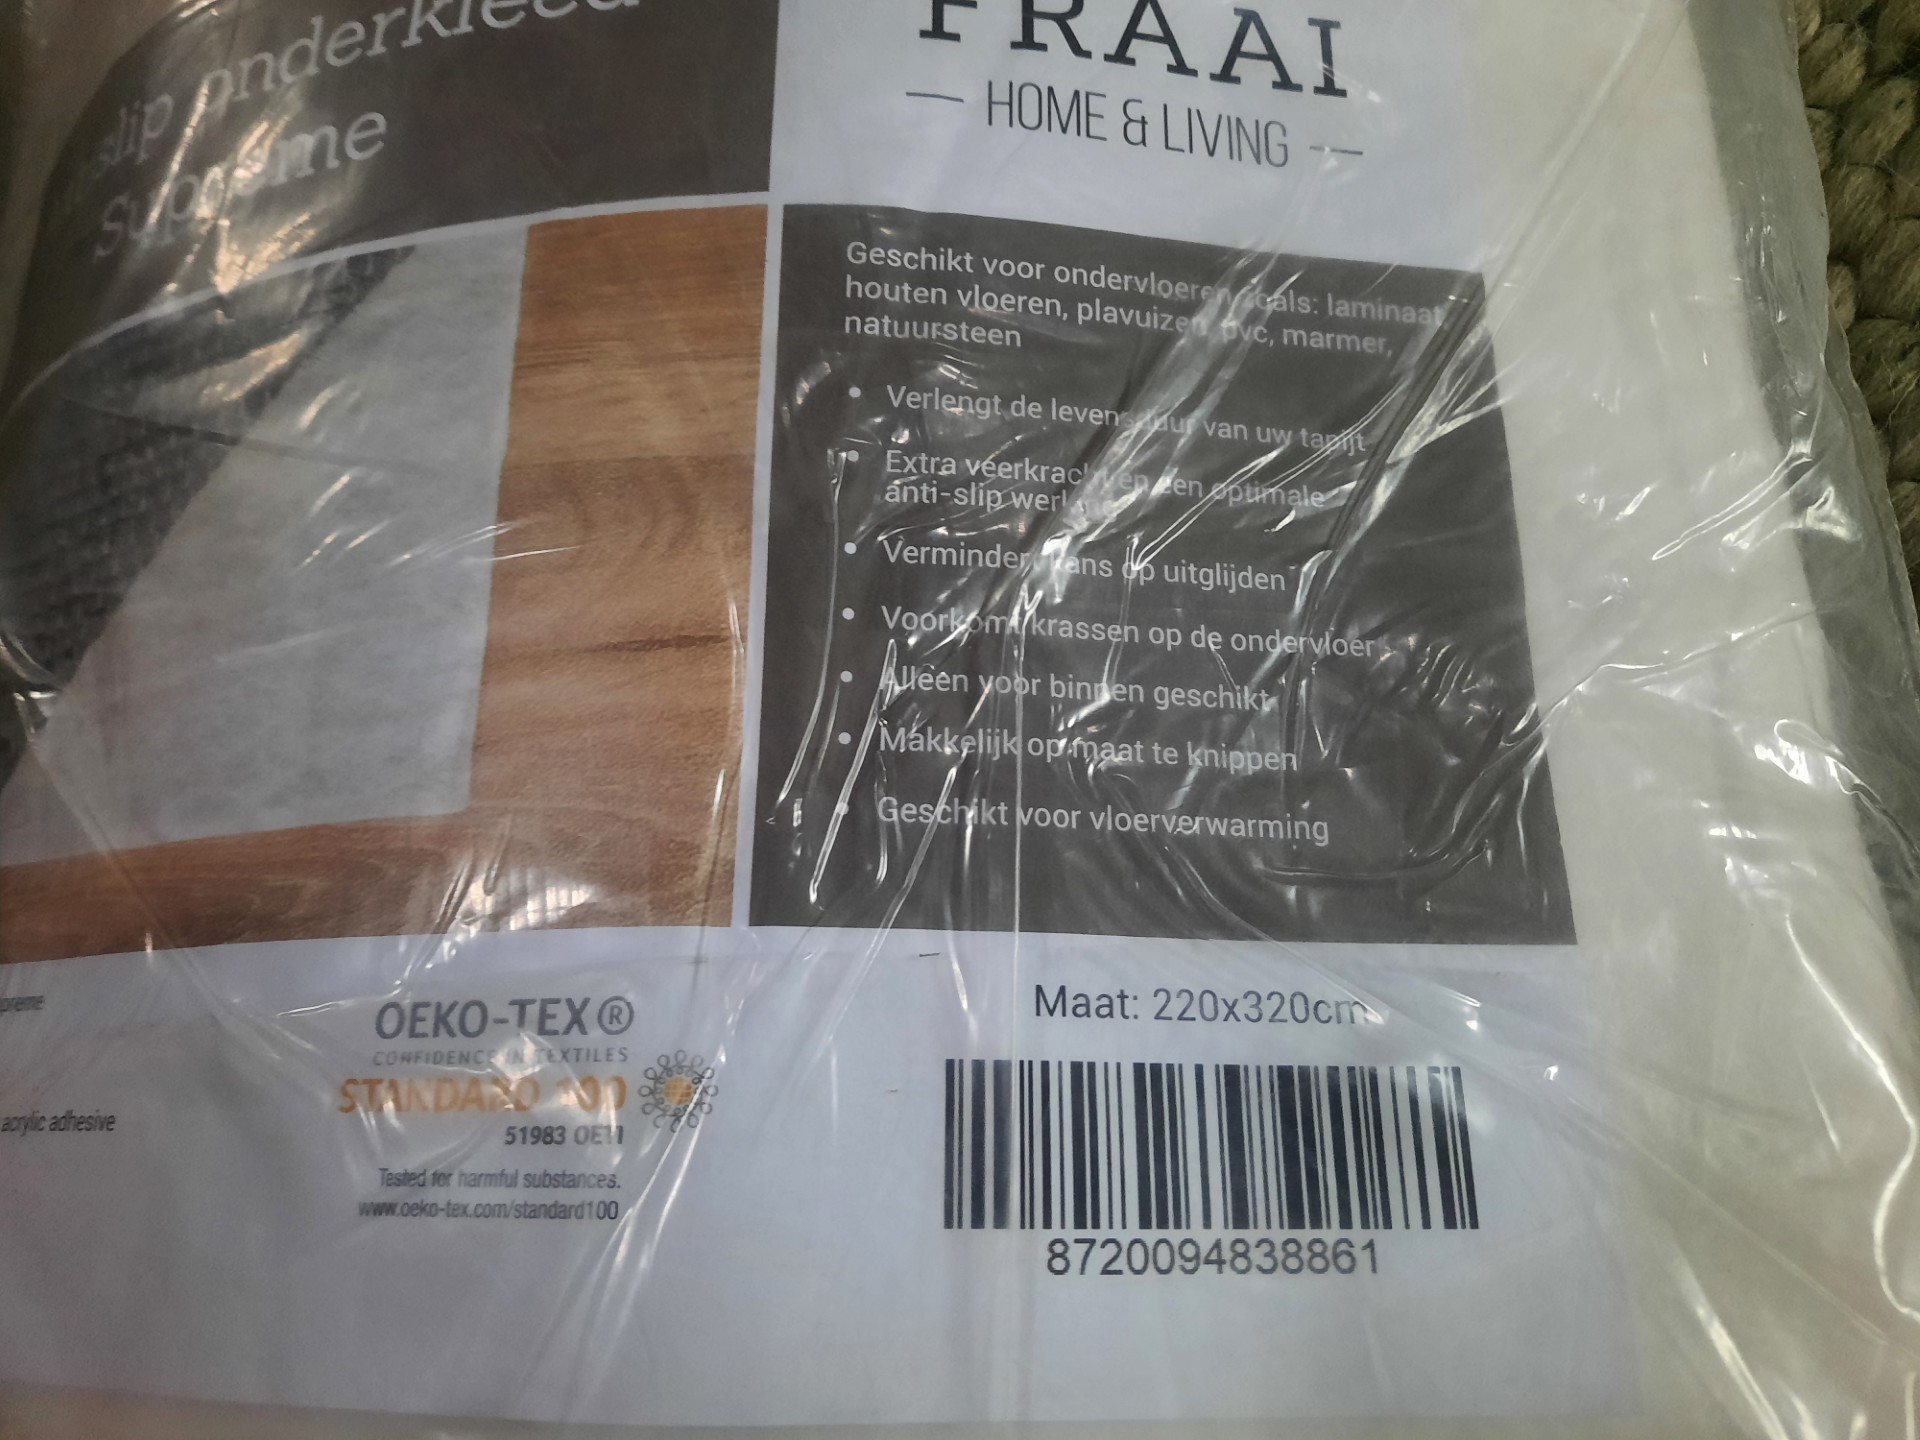 onderkleed
Supreme
FRAAI
— HOME & LIVING —
Geschikt voor ondervloeren zoals: laminaat,
houten vloeren, plavuizen, pvc, marmer,
natuursteen
• Verlengt de levensduur van uw tapijt
• Extra veerkracht en een optimale
anti-slip werking
• Vermindert kans op uitglijden
• Voorkomt krassen op de ondervloer
• Alleen voor binnen geschikt
• Makkelijk op maat te knippen
• Geschikt voor vloerverwarming
OEKO-TEX®
CONFIDENCE IN TEXTILES
STANDARD 100
51983 OETI
Tested for harmful substances.
www.oeko-tex.com/standard100
acrylic adhesive
Maat: 220x320cm
8720094838861